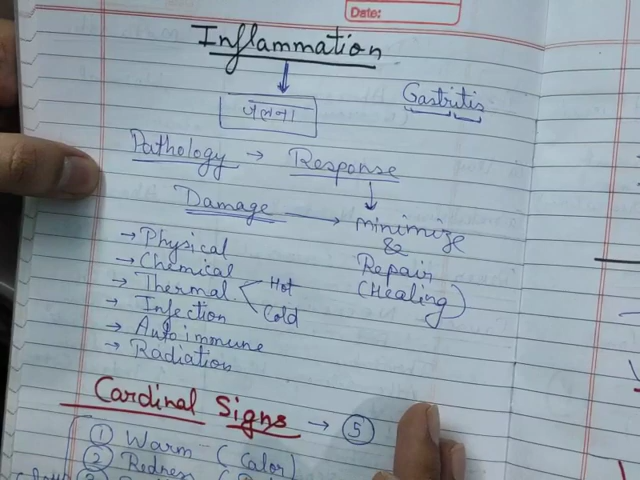 Date:
Inflammation
जलना
Gastritis
Pathology → Response
Damage → minimize
&
Repair
(Healing)
→ Physical
→ Chemical
→ Thermal < Hot
Cold
→ Infection
→ Autoimmune
→ Radiation
Cardinal Signs → 5
① Warm - (Calor)
② Redness (